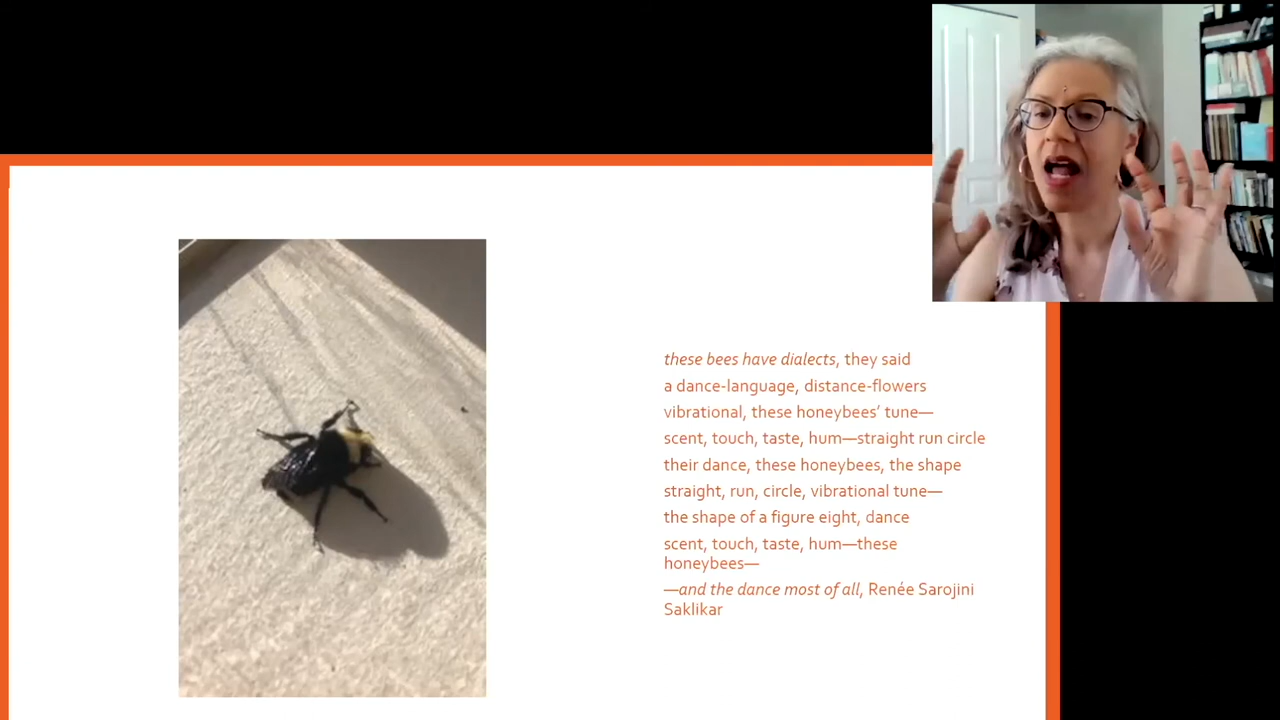 these bees have dialects, they said
a dance-language, distance-flowers
vibrational, these honeybees’ tune—
scent, touch, taste, hum—straight run circle
their dance, these honeybees, the shape
straight, run, circle, vibrational tune—
the shape of a figure eight, dance
scent, touch, taste, hum—these
honeybees—
—and the dance most of all, Renée Sarojini
Saklikar